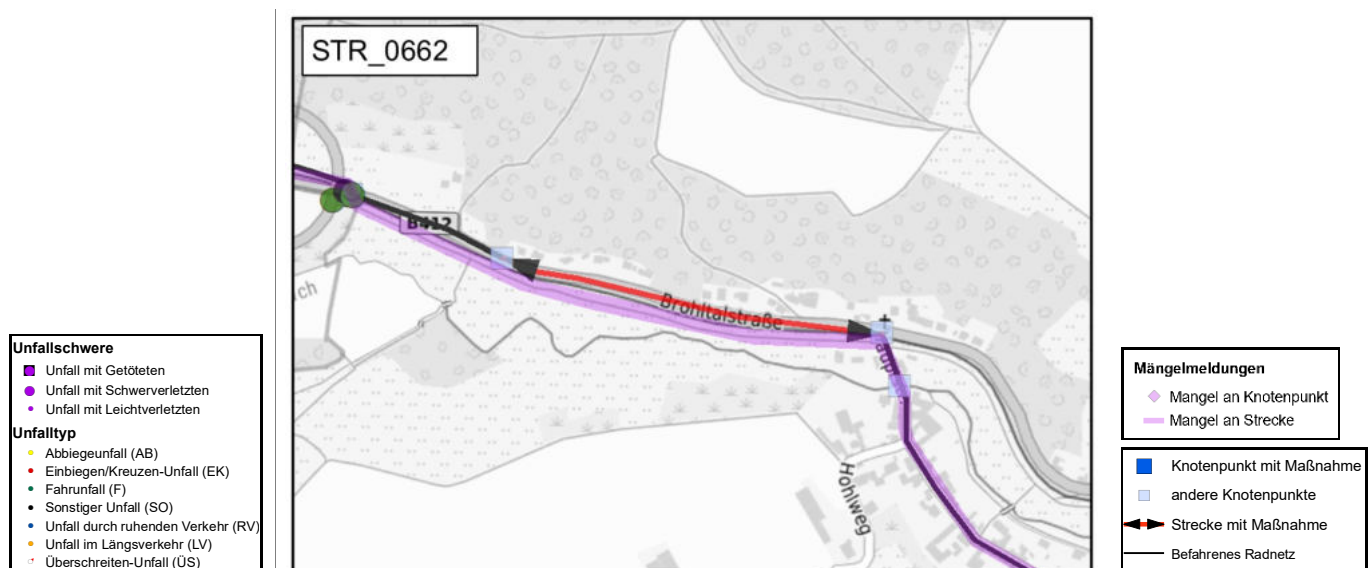 STR_0662
B412
ich
Brohltalstraße
Hohlweg
Unfallschwere
Unfall mit Getöteten
Unfall mit Schwerverletzten
Unfall mit Leichtverletzten
Unfalltyp
Abbiegeunfall (AB)
Einbiegen/Kreuzen-Unfall (EK)
Fahrunfall (F)
Sonstiger Unfall (SO)
Unfall durch ruhenden Verkehr (RV)
Unfall im Längsverkehr (LV)
Überschreiten-Unfall (ÜS)
Mängelmeldungen
Mangel an Knotenpunkt
Mangel an Strecke
Knotenpunkt mit Maßnahme
andere Knotenpunkte
Strecke mit Maßnahme
Befahrenes Radnetz